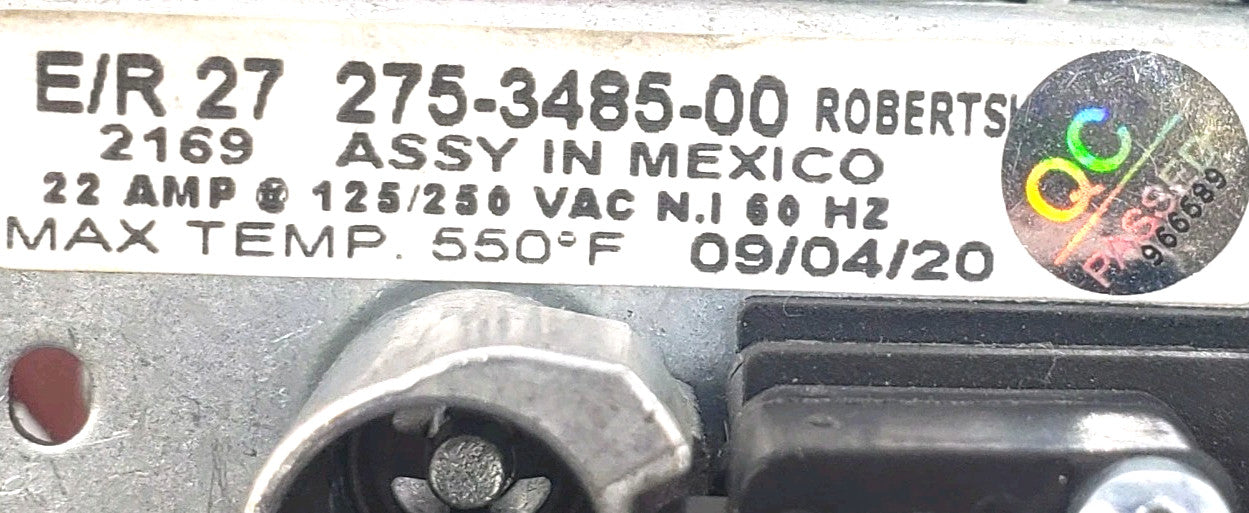 E/R 27 275-3485-00 ROBERTS
2169 ASSY IN MEXICO
22 AMP @ 125/250 VAC N.I 60 HZ
MAX TEMP. 550°F 09/04/20
QC
PASSED
966589